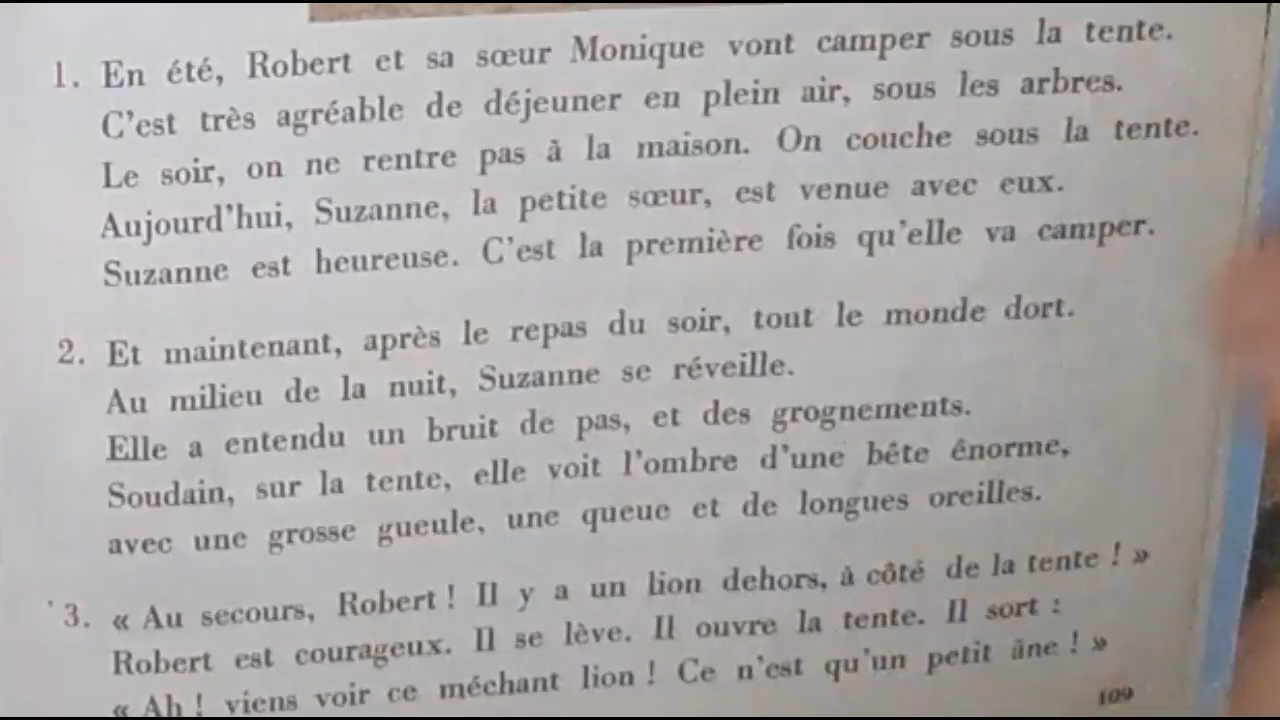 1. En été, Robert et sa sœur Monique vont camper sous la tente.
C'est très agréable de déjeuner en plein air, sous les arbres.
Le soir, on ne rentre pas à la maison. On couche sous la tente.
Aujourd'hui, Suzanne, la petite sœur, est venue avec eux.
Suzanne est heureuse. C'est la première fois qu'elle va camper.
2. Et maintenant, après le repas du soir, tout le monde dort.
Au milieu de la nuit, Suzanne se réveille.
Elle a entendu un bruit de pas, et des grognements.
Soudain, sur la tente, elle voit l'ombre d'une bête énorme,
avec une grosse gueule, une queue et de longues oreilles.
3. « Au secours, Robert ! Il y a un lion dehors, à côté de la tente ! »
Robert est courageux. Il se lève. Il ouvre la tente. Il sort :
« Ah ! viens voir ce méchant lion ! Ce n'est qu'un petit âne ! »
109